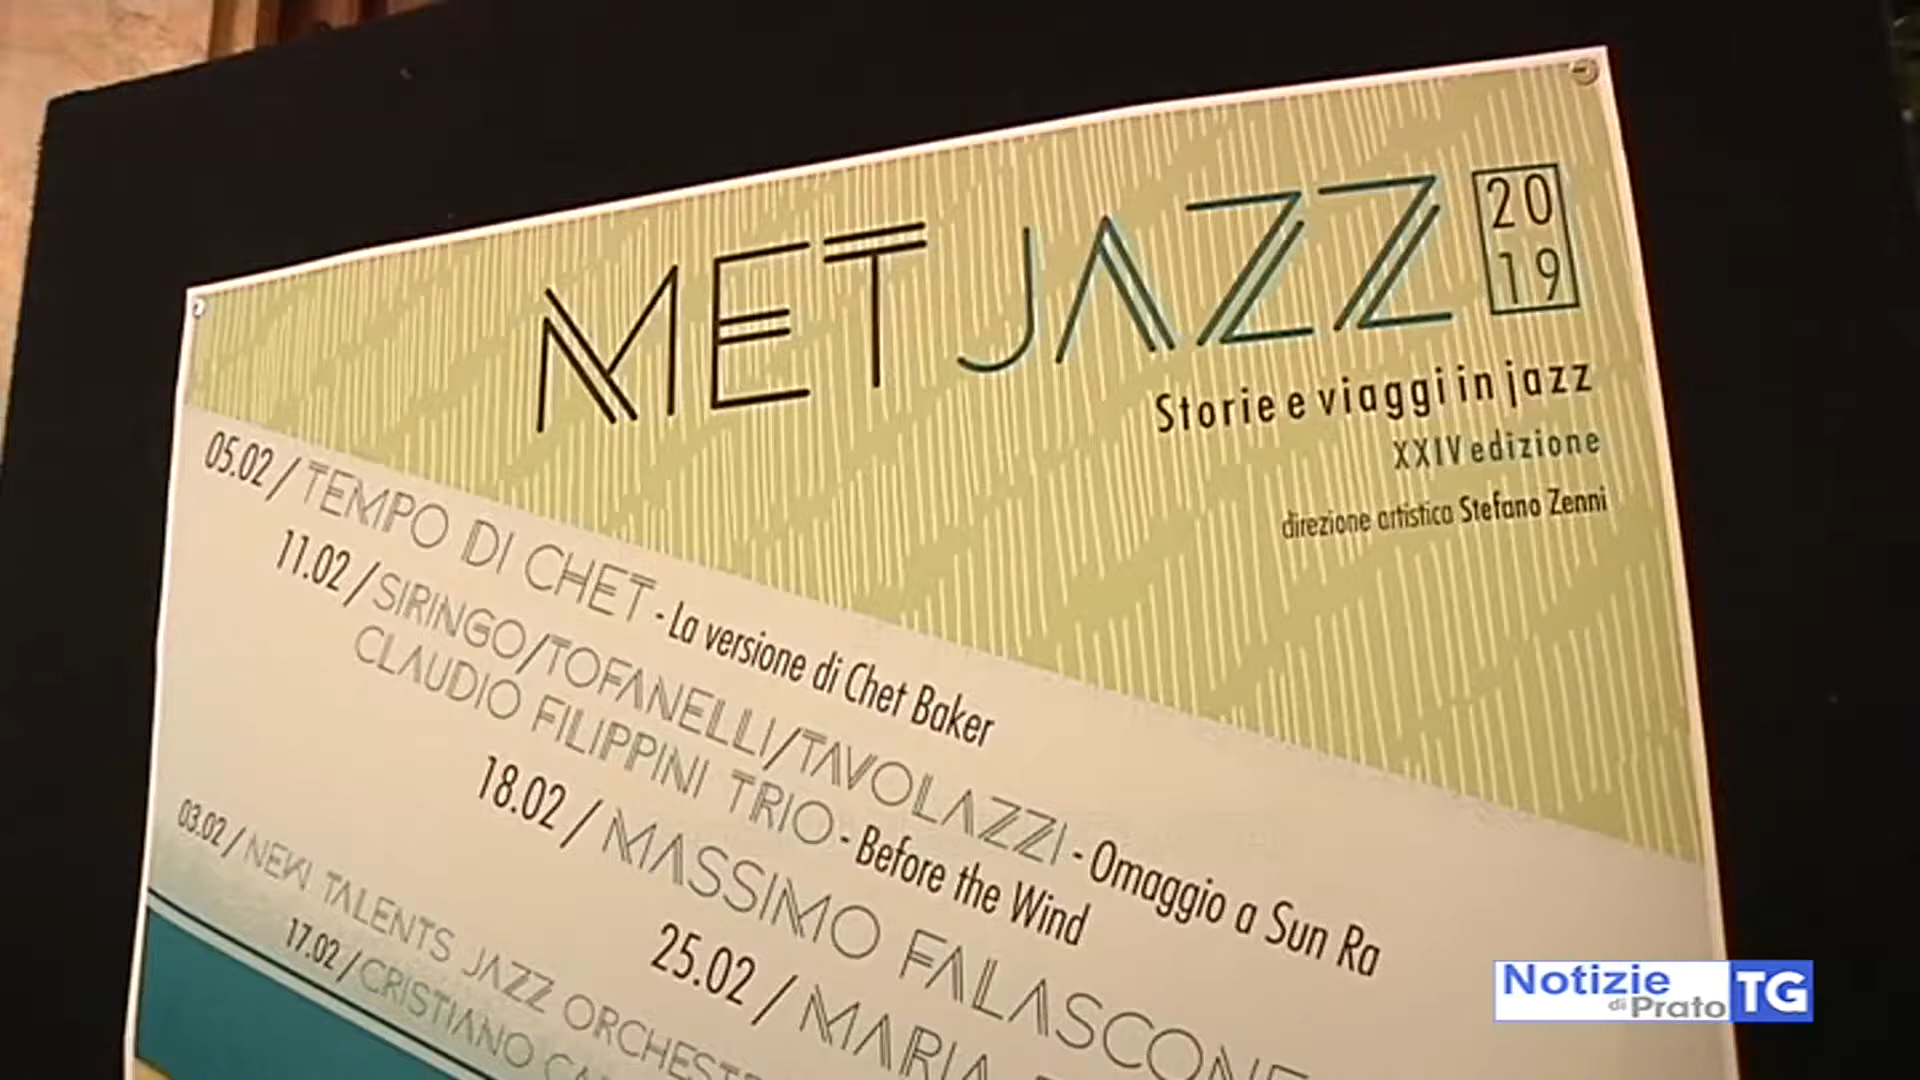 MET JAZZ
20
19
Storie e viaggi in jazz
XXIV edizione
direzione artistica Stefano Zenni
05.02 / TEMPO DI CHET - La versione di Chet Baker
11.02 / SIRINGO/TOFANELLI/TAVOLAZZI - Omaggio a Sun Ra
CLAUDIO FILIPPINI TRIO - Before the Wind
18.02 / MASSIMO FALASCONE
25.02 / MARIA
03.02 / NEW TALENTS JAZZ ORCHEST
17.02 / CRISTIANO CA
Notizie
di Prato TG